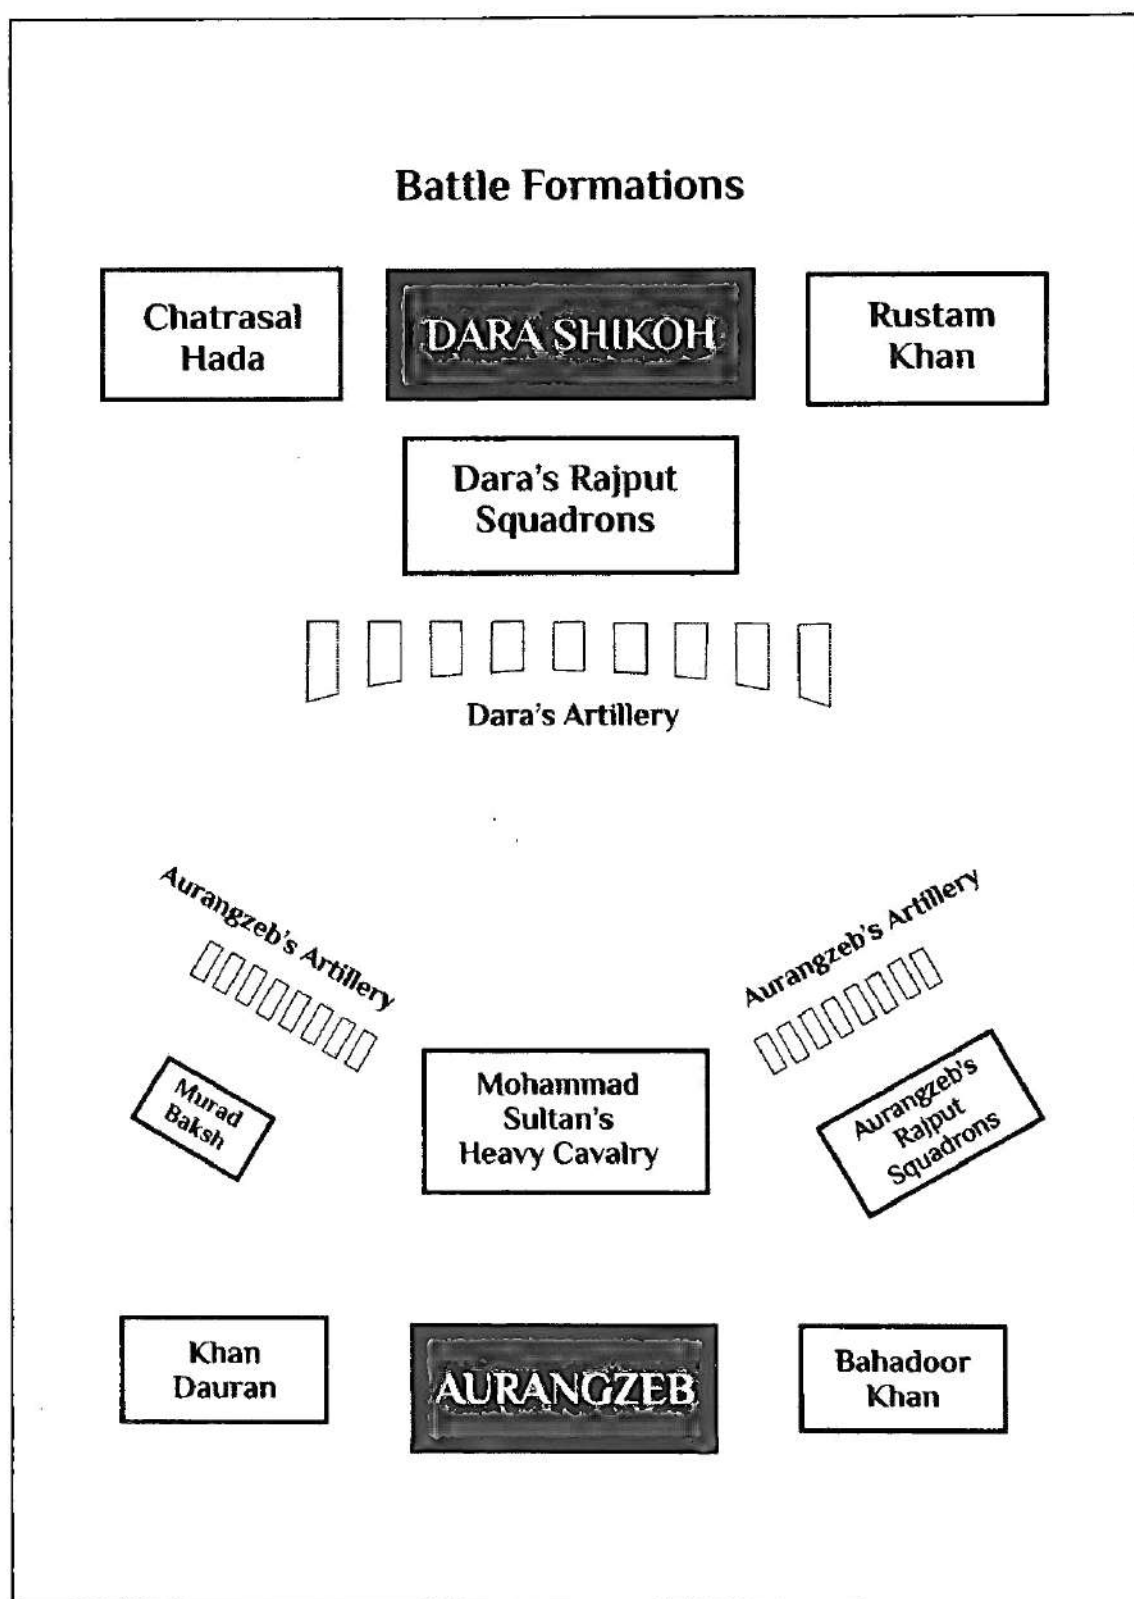 Battle Formations
Chatrasal
Hada
DARA SHIKOH
Rustam
Khan
Dara's Rajput
Squadrons
Dara's Artillery
Aurangzeb's Artillery
Aurangzeb's Artillery
Murad
Baksh
Mohammad
Sultan's
Heavy Cavalry
Aurangzeb's
Rajput
Squadrons
Khan
Dauran
AURANGZEB
Bahadoor
Khan